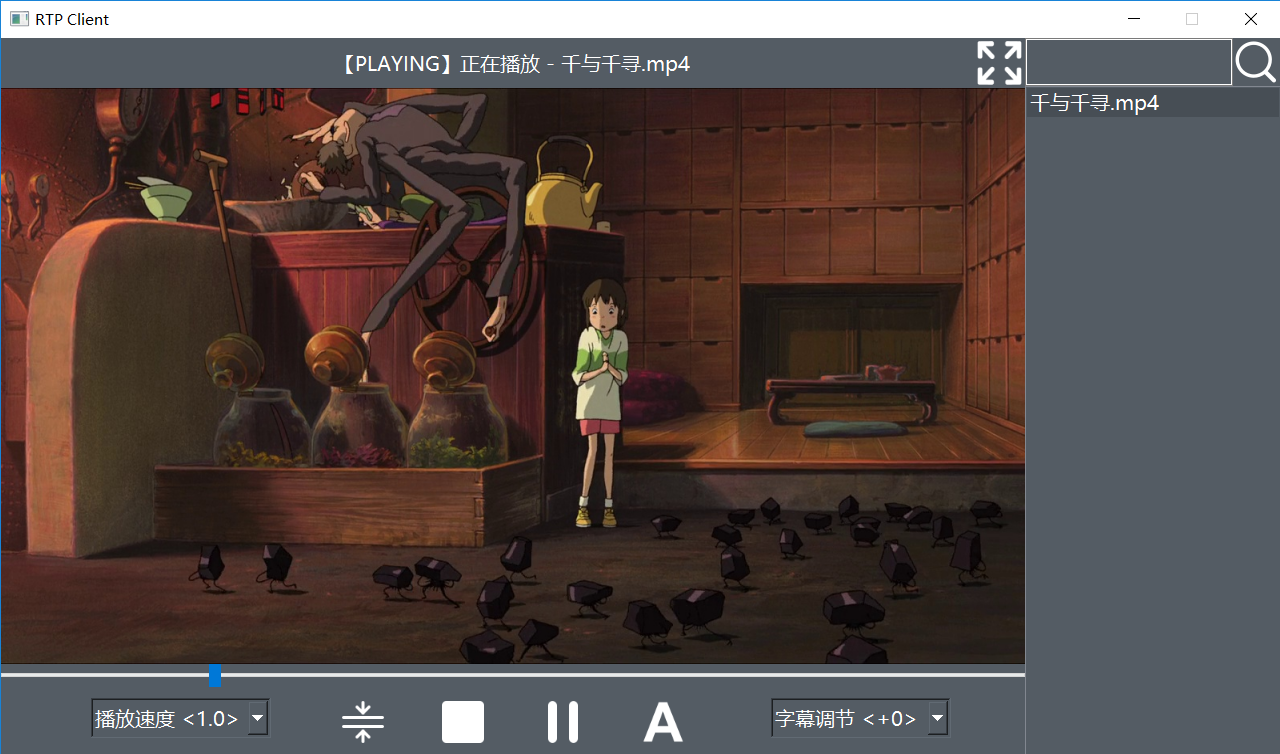 RTP Client
【PLAYING】正在播放 - 千与千寻.mp4
千与千寻.mp4
播放速度 <1.0>
A
字幕调节 <+0>